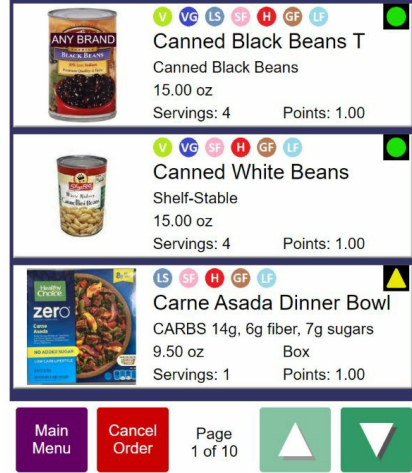 V VG LS SF H GF LF
ANY BRAND
BLACK BEANS
Canned Black Beans T
Canned Black Beans
15.00 oz
Servings: 4 Points: 1.00
V VG SF H GF LF
Canned White Beans
Shelf-Stable
15.00 oz
Servings: 4 Points: 1.00
LS SF H GF LF
Healthy
Choice
zero
Carne
Asada
NO ADDED SUGAR
LOW CARB LIFESTYLE
Carne Asada Dinner Bowl
CARBS 14g, 6g fiber, 7g sugars
9.50 oz Box
Servings: 1 Points: 1.00
Main
Menu
Cancel
Order
Page
1 of 10